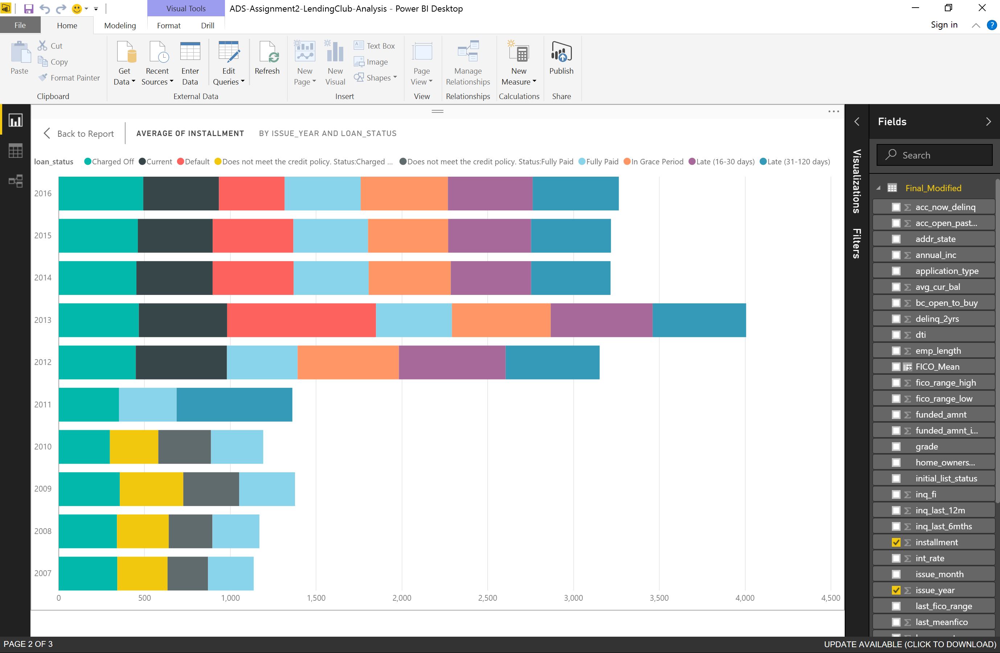 Visual Tools
ADS-Assignment2-LendingClub-Analysis - Power BI Desktop
File
Home
Modeling
Format
Drill
Sign in
?
Paste
Cut
Copy
Format Painter
Clipboard
Get Data
Recent Sources
Enter Data
Edit Queries
Refresh
External Data
New Page
New Visual
Text Box
Image
Shapes
Insert
Page View
View
Manage Relationships
Relationships
New Measure
Calculations
Publish
Share
Back to Report
AVERAGE OF INSTALLMENT
BY ISSUE_YEAR AND LOAN_STATUS
loan_status
Charged Off
Current
Default
Does not meet the credit policy. Status:Charged ...
Does not meet the credit policy. Status:Fully Paid
Fully Paid
In Grace Period
Late (16-30 days)
Late (31-120 days)
2016
2015
2014
2013
2012
2011
2010
2009
2008
2007
0
500
1,000
1,500
2,000
2,500
3,000
3,500
4,000
4,500
Visualizations
Filters
Fields
Search
Final_Modified
acc_now_delinq
acc_open_past...
addr_state
annual_inc
application_type
avg_cur_bal
bc_open_to_buy
delinq_2yrs
dti
emp_length
FICO_Mean
fico_range_high
fico_range_low
funded_amnt
funded_amnt_i...
grade
home_owners...
initial_list_status
inq_fi
inq_last_12m
inq_last_6mths
installment
int_rate
issue_month
issue_year
last_fico_range
last_meanfico
PAGE 2 OF 3
UPDATE AVAILABLE (CLICK TO DOWNLOAD)